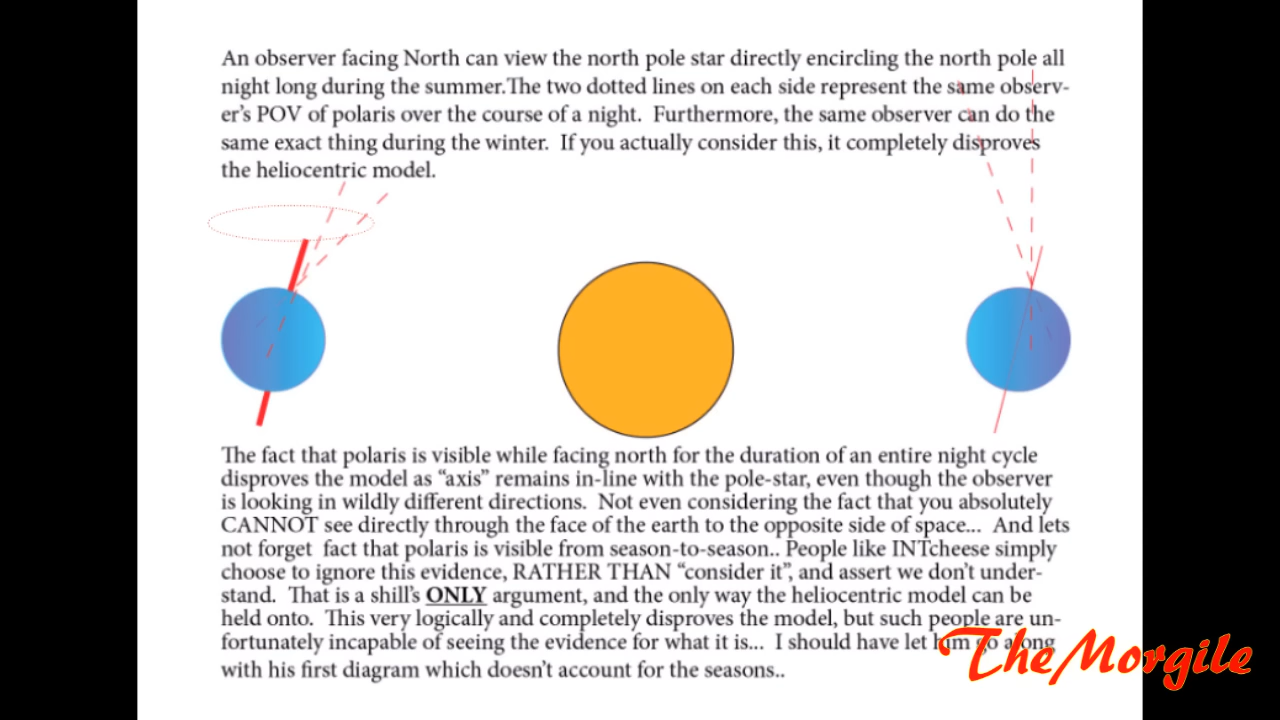 An observer facing North can view the north pole star directly encircling the north pole all
night long during the summer.The two dotted lines on each side represent the same observ-
er's POV of polaris over the course of a night.  Furthermore, the same observer can do the
same exact thing during the winter.  If you actually consider this, it completely disproves
the heliocentric model.
The fact that polaris is visible while facing north for the duration of an entire night cycle
disproves the model as “axis” remains in-line with the pole-star, even though the observer
is looking in wildly different directions.  Not even considering the fact that you absolutely
CANNOT see directly through the face of the earth to the opposite side of space...  And lets
not forget  fact that polaris is visible from season-to-season.. People like INTcheese simply
choose to ignore this evidence, RATHER THAN “consider it”, and assert we don't under-
stand.  That is a shill's ONLY argument, and the only way the heliocentric model can be
held onto.  This very logically and completely disproves the model, but such people are un-
fortunately incapable of seeing the evidence for what it is...  I should have let him go along
with his first diagram which doesn't account for the seasons..
TheMorgile